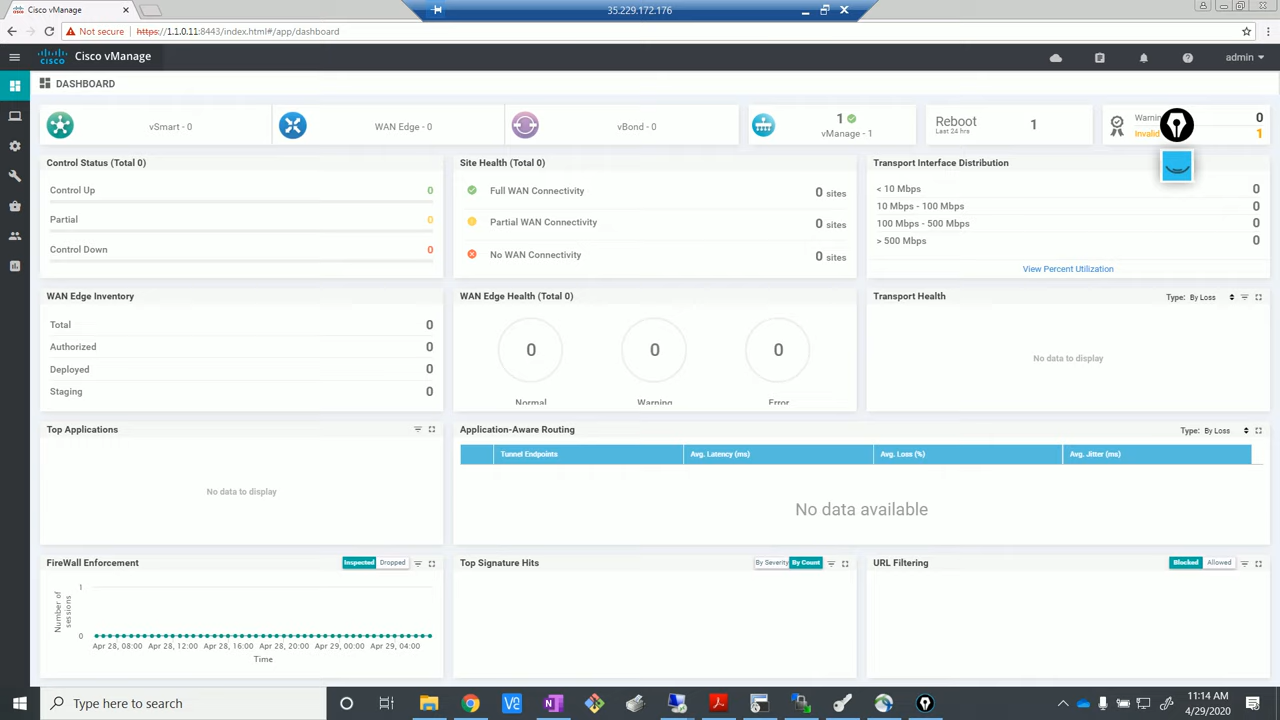 Cisco vManage
35.229.172.176
Not secure https://1.1.0.11:8443/index.html#/app/dashboard
CISCO Cisco vManage
admin
DASHBOARD
vSmart - 0
WAN Edge - 0
vBond - 0
1
vManage - 1
Reboot
Last 24 hrs
1
0
Invalid
1
Control Status (Total 0)
Control Up 0
Partial 0
Control Down 0
Site Health (Total 0)
Full WAN Connectivity 0 sites
Partial WAN Connectivity 0 sites
No WAN Connectivity 0 sites
Transport Interface Distribution
< 10 Mbps 0
10 Mbps - 100 Mbps 0
100 Mbps - 500 Mbps 0
> 500 Mbps 0
View Percent Utilization
WAN Edge Inventory
Total 0
Authorized 0
Deployed 0
Staging 0
WAN Edge Health (Total 0)
0 0 0
Normal Warning Error
Transport Health
Type: By Loss
No data to display
Top Applications
No data to display
Application-Aware Routing
Type: By Loss
Tunnel Endpoints Avg. Latency (ms) Avg. Loss (%) Avg. Jitter (ms)
No data available
FireWall Enforcement
Inspected Dropped
Number of
sessions
1
0
Apr 28, 08:00 Apr 28, 12:00 Apr 28, 16:00 Apr 28, 20:00 Apr 29, 00:00 Apr 29, 04:00
Time
Top Signature Hits
By Severity By Count
URL Filtering
Blocked Allowed
Type here to search
11:14 AM
4/29/2020